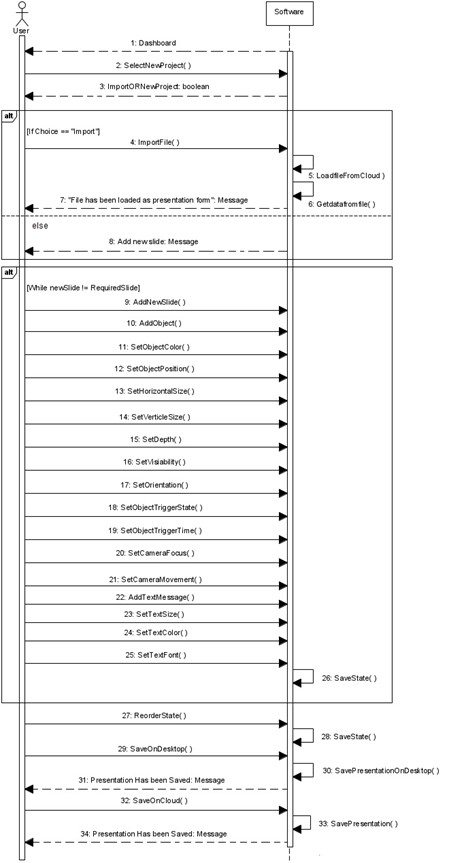 User
Software
1: Dashboard
2: SelectNewProject( )
3: ImportORNewProject: boolean
alt
[If Choice == "Import"]
4: ImportFile( )
5: LoadfileFromCloud )
7: "File has been loaded as presentation form": Message
6: Getdatafromfile( )
else
8: Add new slide: Message
alt
[While newSlide != RequiredSlide]
9: AddNewSlide( )
10: AddObject( )
11: SetObjectColor( )
12: SetObjectPosition( )
13: SetHorizontalSize( )
14: SetVerticleSize( )
15: SetDepth( )
16: SetVisiability( )
17: SetOrientation( )
18: SetObjectTriggerState( )
19: SetObjectTriggerTime( )
20: SetCameraFocus( )
21: SetCameraMovement( )
22: AddTextMessage( )
23: SetTextSize( )
24: SetTextColor( )
25: SetTextFont( )
26: SaveState( )
27: ReorderState( )
28: SaveState( )
29: SaveOnDesktop( )
30: SavePresentationOnDesktop( )
31: Presentation Has been Saved: Message
32: SaveOnCloud( )
33: SavePresentation( )
34: Presentation Has been Saved: Message